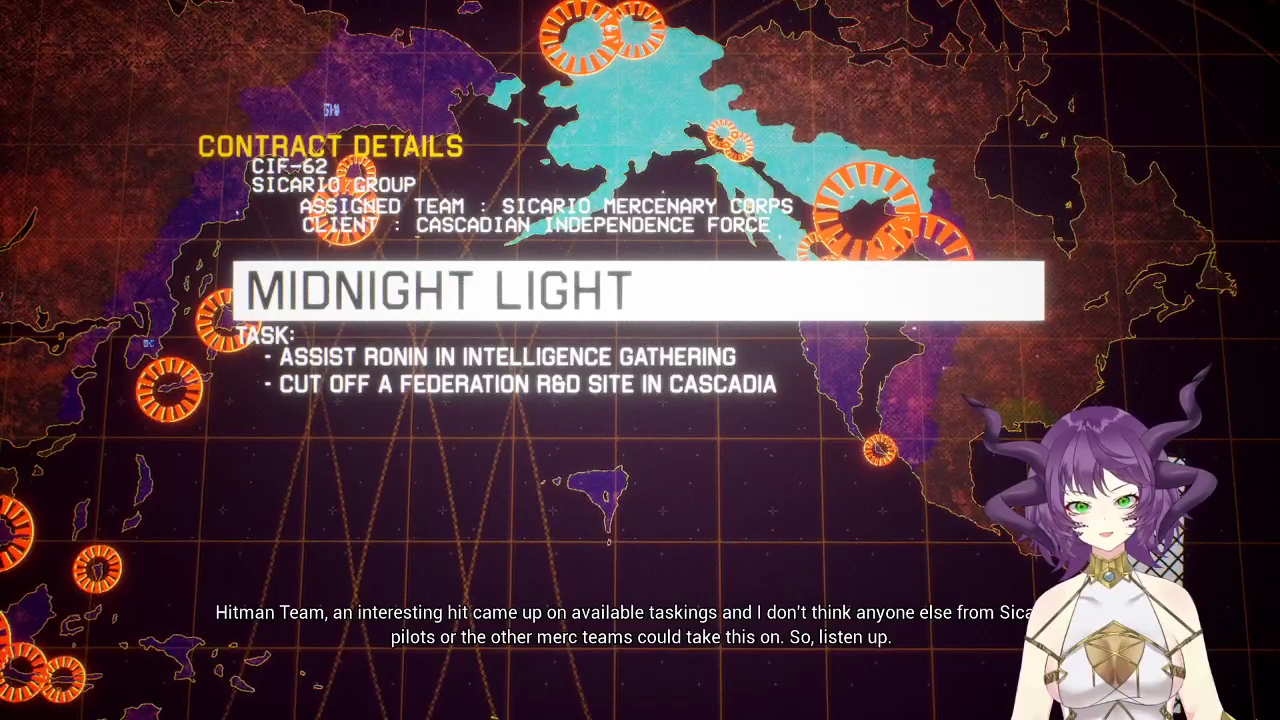 CONTRACT DETAILS
CIF-62
SICARIO GROUP
ASSIGNED TEAM : SICARIO MERCENARY CORPS
CLIENT : CASCADIAN INDEPENDENCE FORCE
MIDNIGHT LIGHT
TASK:
- ASSIST RONIN IN INTELLIGENCE GATHERING
- CUT OFF A FEDERATION R&D SITE IN CASCADIA
Hitman Team, an interesting hit came up on available taskings and I don't think anyone else from
pilots or the other merc teams could take this on. So, listen up.